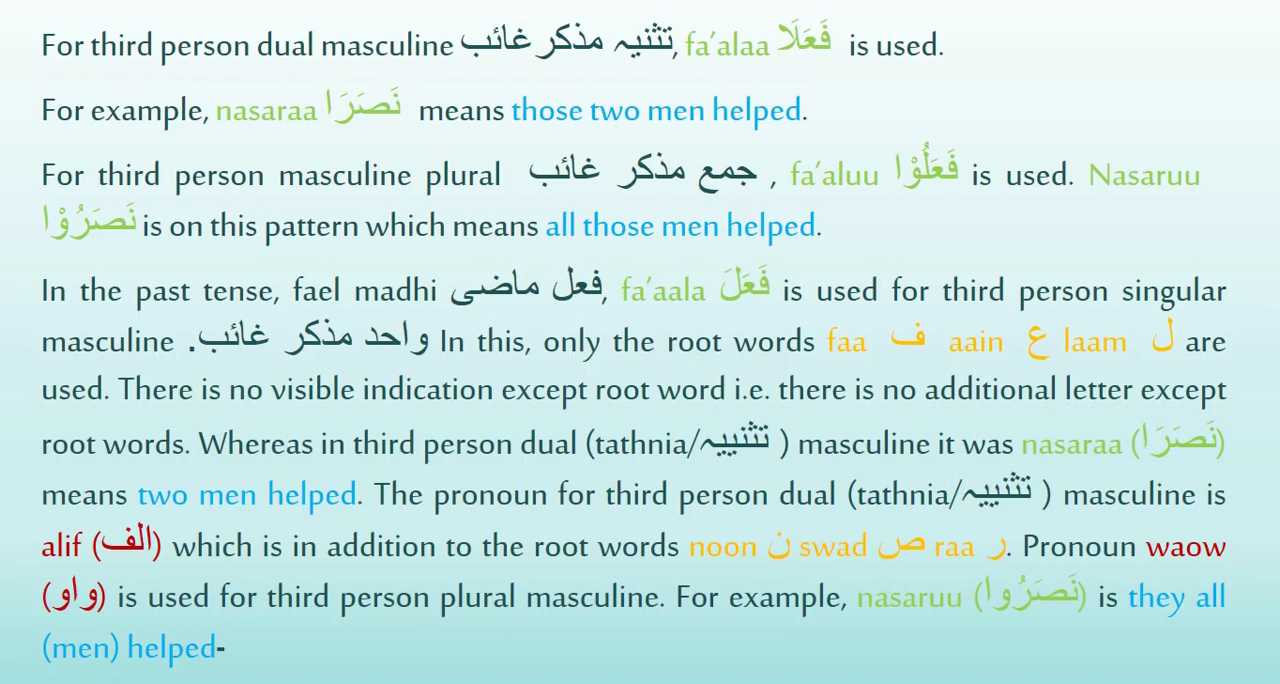 For third person dual masculine تثنیہ مذکر غائب, fa’alaa فَعَلَا is used.
For example, nasaraa نَصَرَا means those two men helped.
For third person masculine plural جمع مذکر غائب , fa’aluu فَعَلُوْا is used. Nasaruu
نَصَرُوْا is on this pattern which means all those men helped.
In the past tense, fael madhi فعل ماضی, fa’aala فَعَلَ is used for third person singular
masculine واحد مذکر غائب. In this, only the root words faa ف aain ع laam ل are
used. There is no visible indication except root word i.e. there is no additional letter except
root words. Whereas in third person dual (tathnia/تثنییہ ) masculine it was nasaraa (نَصَرَا)
means two men helped. The pronoun for third person dual (tathnia/تثنییہ ) masculine is
alif (الف) which is in addition to the root words noon ن swad ص raa ر. Pronoun waow
(واو) is used for third person plural masculine. For example, nasaruu (نَصَرُوا) is they all
(men) helped-